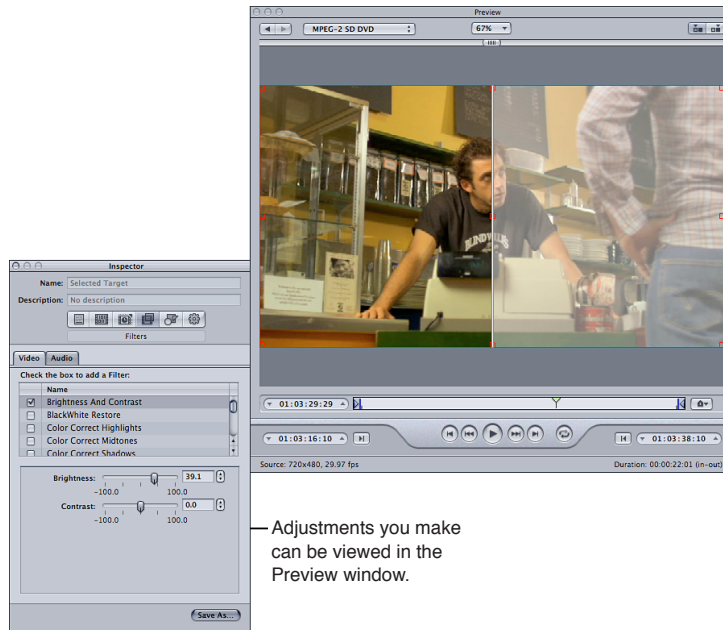 Preview
MPEG-2 SD DVD
67%
BLIND WILLIE'S
01:03:29:29
01:03:16:10
01:03:38:10
Source: 720x480, 29.97 fps
Duration: 00:00:22:01 (in-out)
Inspector
Name: Selected Target
Description: No description
Filters
Video Audio
Check the box to add a Filter:
Name
Brightness And Contrast
BlackWhite Restore
Color Correct Highlights
Color Correct Midtones
Color Correct Shadows
Brightness: 39.1
-100.0 100.0
Contrast: 0.0
-100.0 100.0
Save As...
Adjustments you make
can be viewed in the
Preview window.